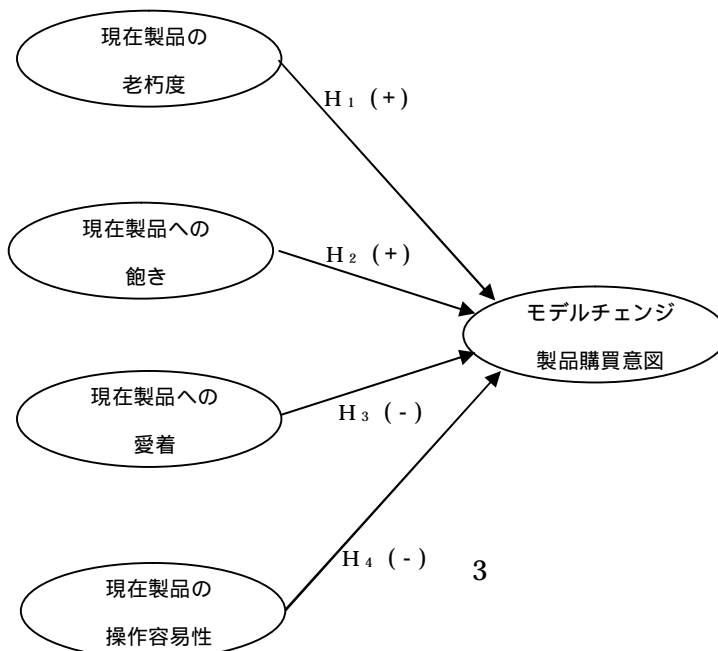 現在製品の
老朽度
H₁ (+)
現在製品への
飽き
H₂ (+)
モデルチェンジ
製品購買意図
現在製品への
愛着
H₃ (-)
H₄ (-)
3
現在製品の
操作容易性